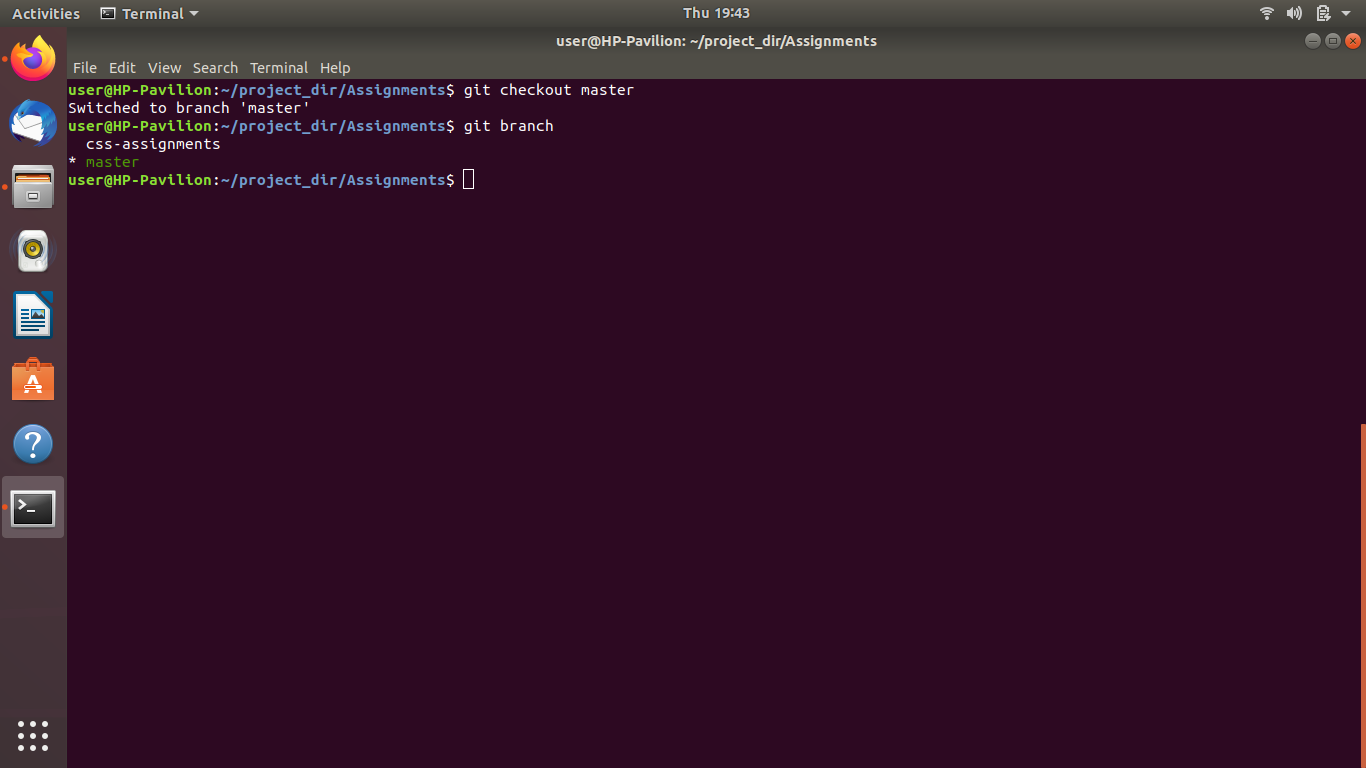 Activities Terminal Thu 19:43
user@HP-Pavilion: ~/project_dir/Assignments
File Edit View Search Terminal Help
user@HP-Pavilion:~/project_dir/Assignments$ git checkout master
Switched to branch 'master'
user@HP-Pavilion:~/project_dir/Assignments$ git branch
  css-assignments
* master
user@HP-Pavilion:~/project_dir/Assignments$